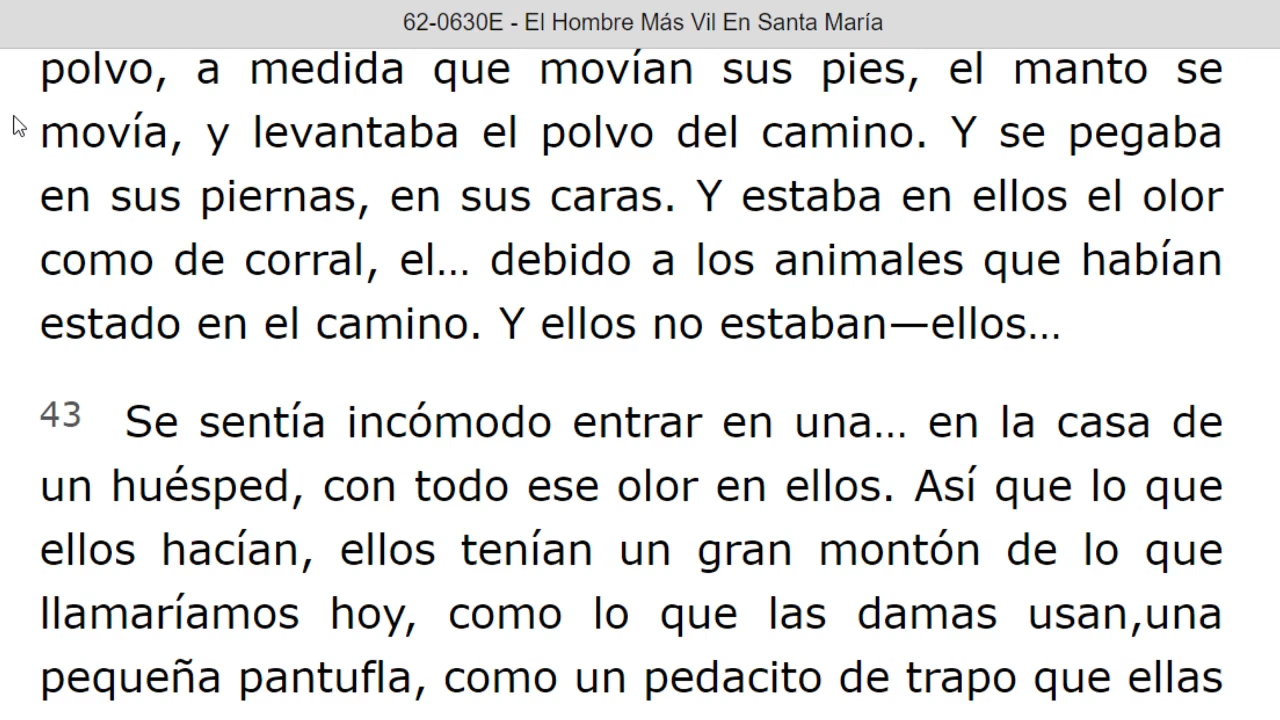 62-0630E - El Hombre Más Vil En Santa María
polvo, a medida que movían sus pies, el manto se
movía, y levantaba el polvo del camino. Y se pegaba
en sus piernas, en sus caras. Y estaba en ellos el olor
como de corral, el... debido a los animales que habían
estado en el camino. Y ellos no estaban—ellos...
43 Se sentía incómodo entrar en una... en la casa de
un huésped, con todo ese olor en ellos. Así que lo que
ellos hacían, ellos tenían un gran montón de lo que
llamaríamos hoy, como lo que las damas usan,una
pequeña pantufla, como un pedacito de trapo que ellas